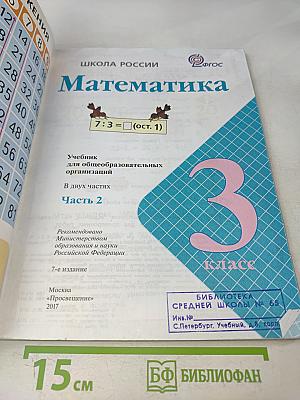 ШКОЛА РОССИИ
ФГОС
Математика
7 : 3 = (ост. 1)
Учебник
для общеобразовательных
организаций
В двух частях
Часть 2
3
класс
Рекомендовано
Министерством
образования и науки
Российской Федерации
7-е издание
Москва
«Просвещение»
2017
БИБЛИОТЕКА
СРЕДНЕЙ ШКОЛЫ № 65
Инв.№
С.Петербург, Учебный, д.
15 см
БФ БИБЛИОФАН